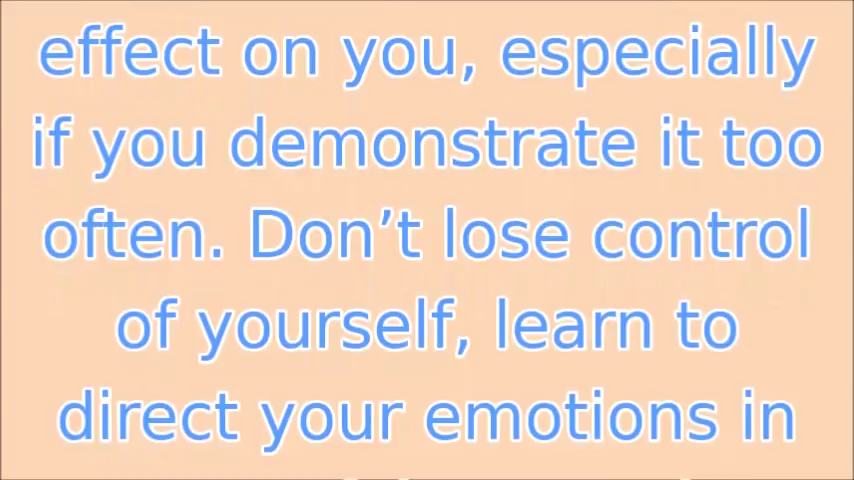 effect on you, especially
if you demonstrate it too
often. Don’t lose control
of yourself, learn to
direct your emotions in